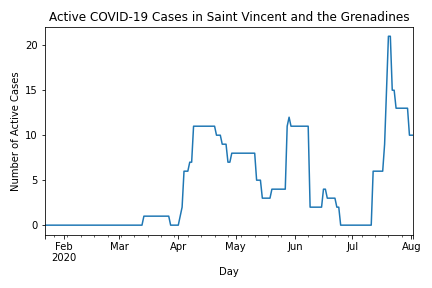 Active COVID-19 Cases in Saint Vincent and the Grenadines
Number of Active Cases
20
15
10
5
0
Feb Mar Apr May Jun Jul Aug
2020
Day